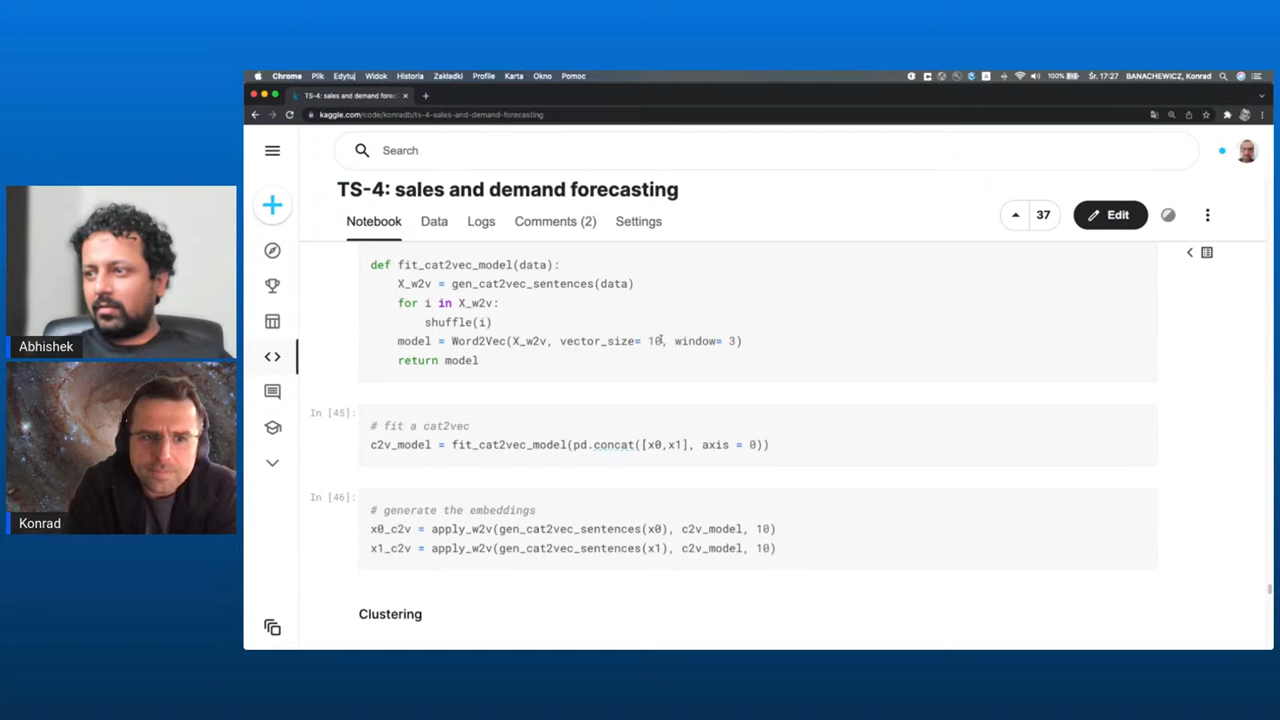 Chrome Plik Edytuj Widok Historia Zakładki Profile Karta Okno Pomoc
100% Śr. 17:27 BANACHEWICZ, Konrad
TS-4: sales and demand forec
kaggle.com/code/konradb/ts-4-sales-and-demand-forecasting
Search
TS-4: sales and demand forecasting
37
Edit
Notebook Data Logs Comments (2) Settings
def fit_cat2vec_model(data):
X_w2v = gen_cat2vec_sentences(data)
for i in X_w2v:
shuffle(i)
model = Word2Vec(X_w2v, vector_size= 10, window= 3)
return model
In [45]:
# fit a cat2vec
c2v_model = fit_cat2vec_model(pd.concat([x0,x1], axis = 0))
In [46]:
# generate the embeddings
x0_c2v = apply_w2v(gen_cat2vec_sentences(x0), c2v_model, 10)
x1_c2v = apply_w2v(gen_cat2vec_sentences(x1), c2v_model, 10)
Clustering
Abhishek
Konrad